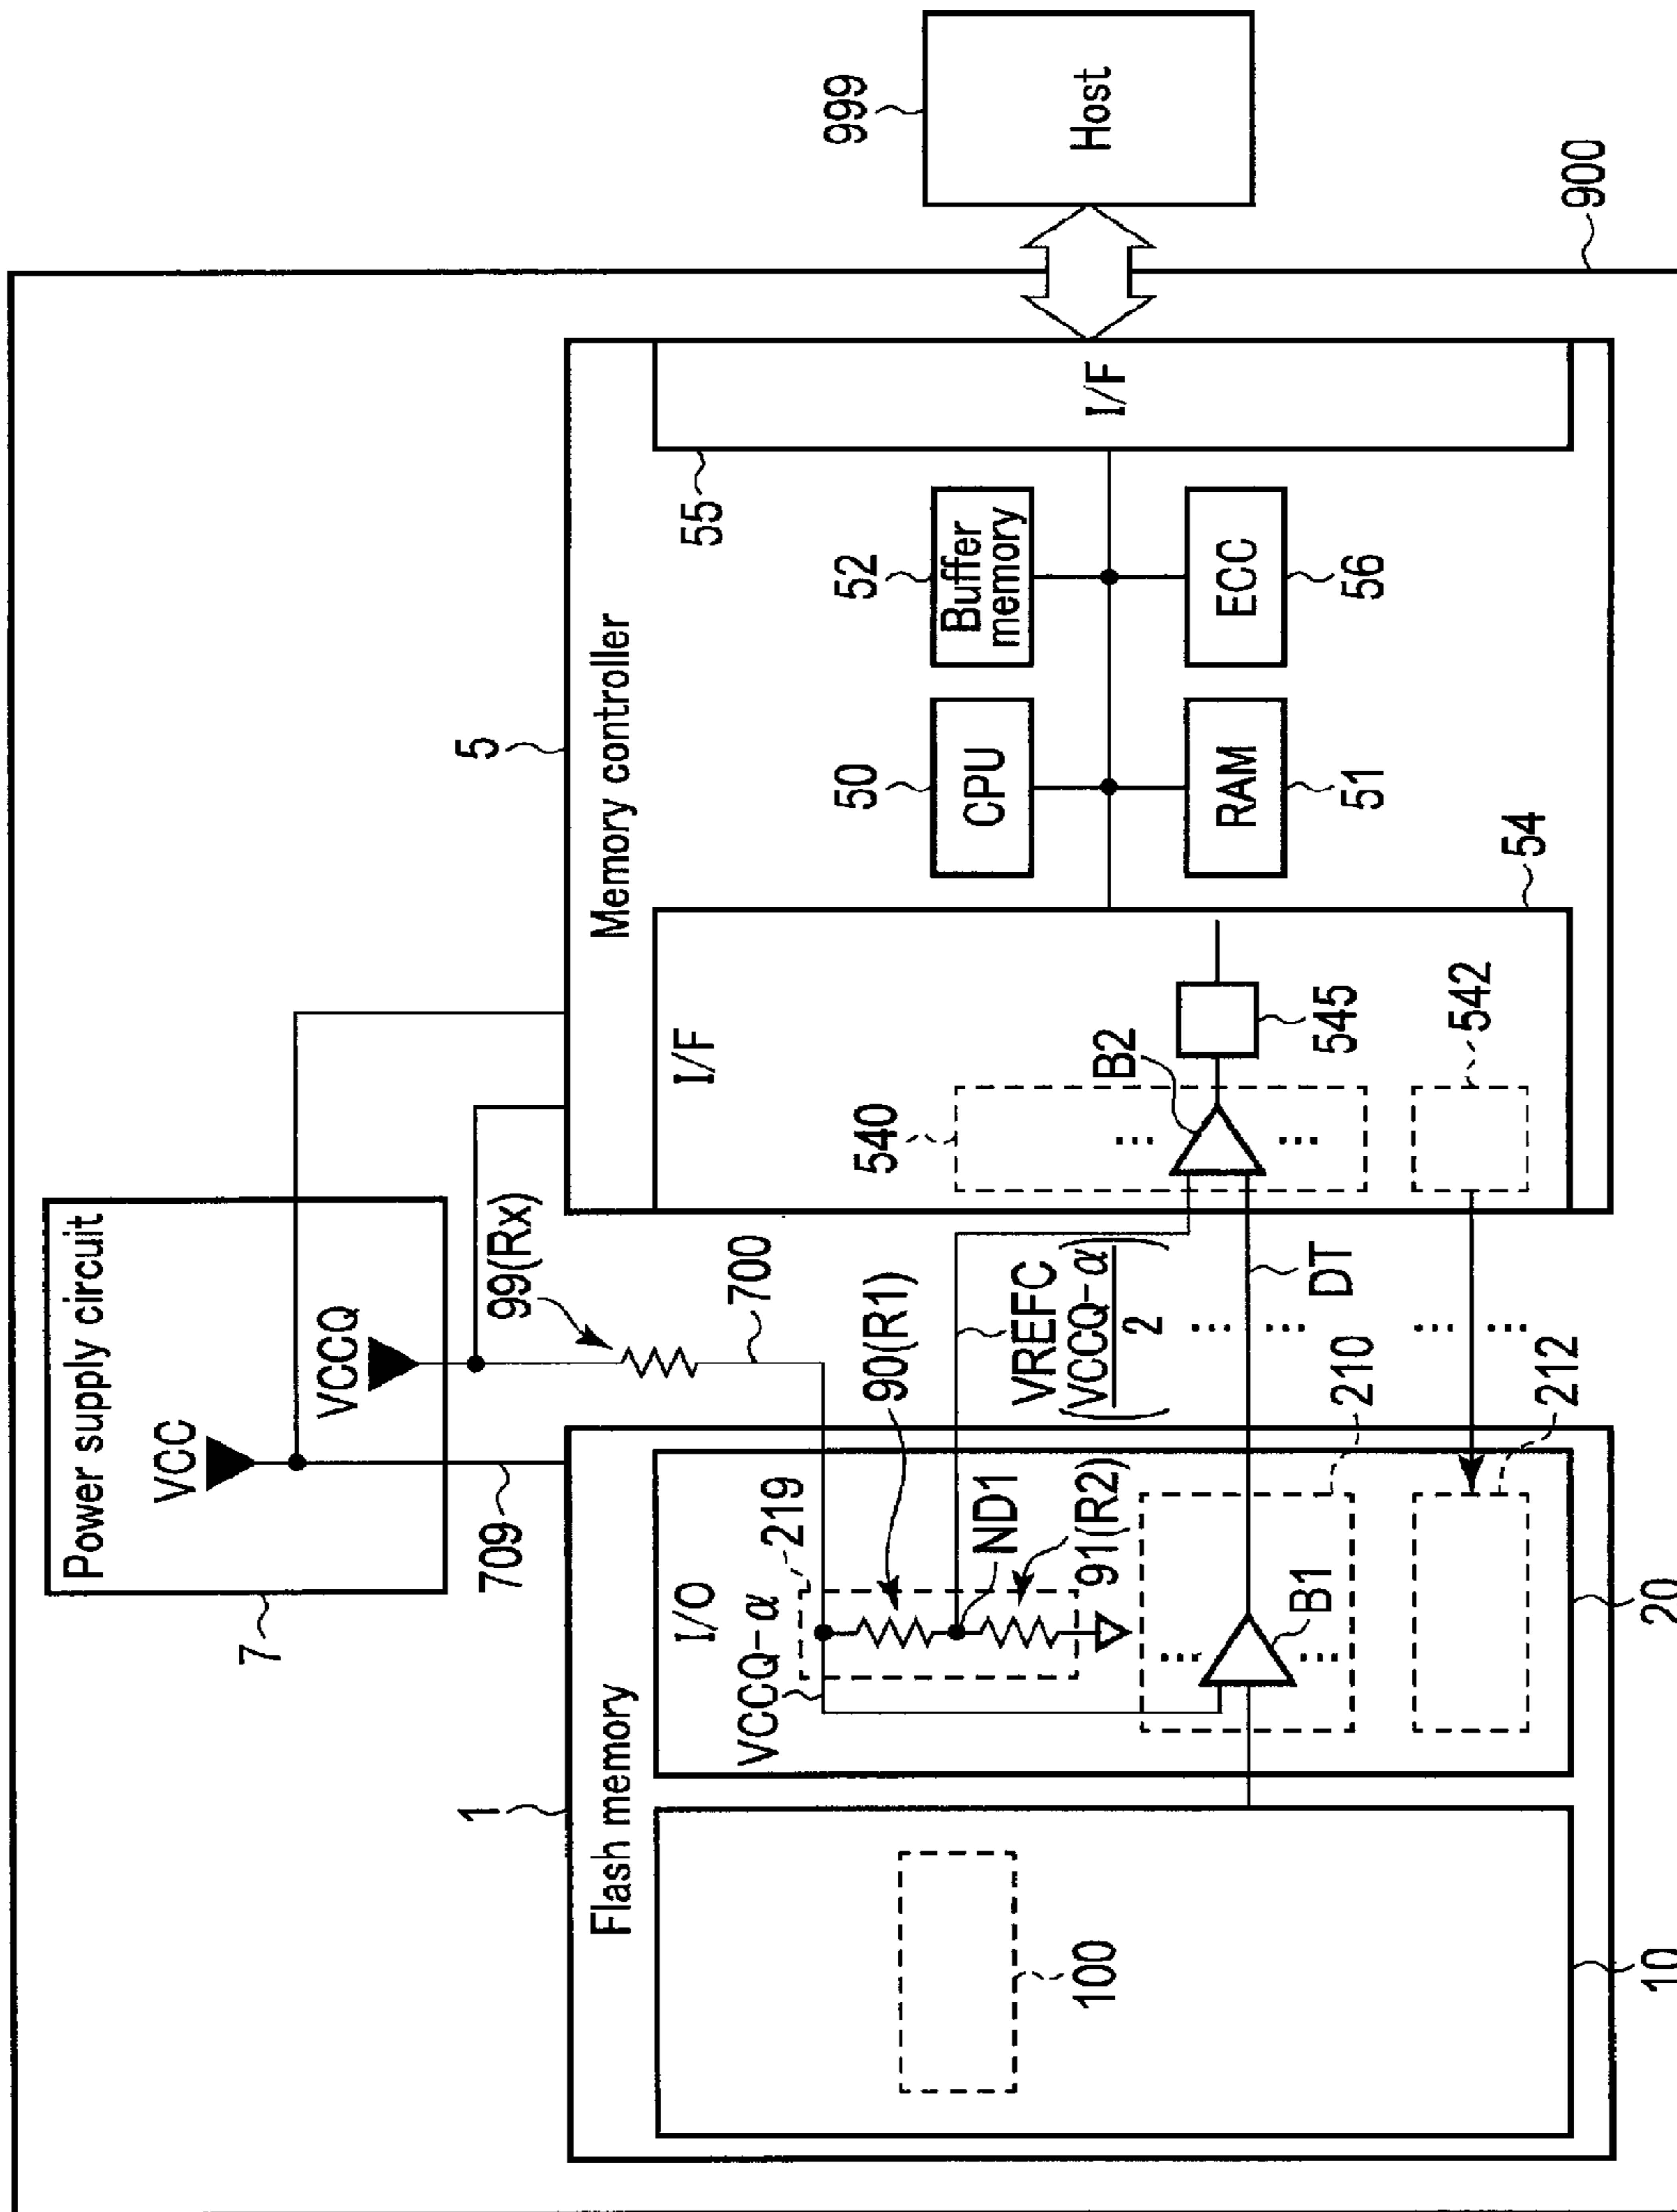 999
Host
900
Power supply circuit
VCC
VCCQ
7
709
99(Rx)
700
5
Memory controller
I/F
55
I/F
52
Buffer
memory
50
CPU
RAM
51
ECC
56
54
540
B2
545
542
1
Flash memory
I/O
VCCQ-α
219
90(R1)
ND1
91(R2)
VREFC
(VCCQ-α
2)
DT
210
B1
212
100
20
10